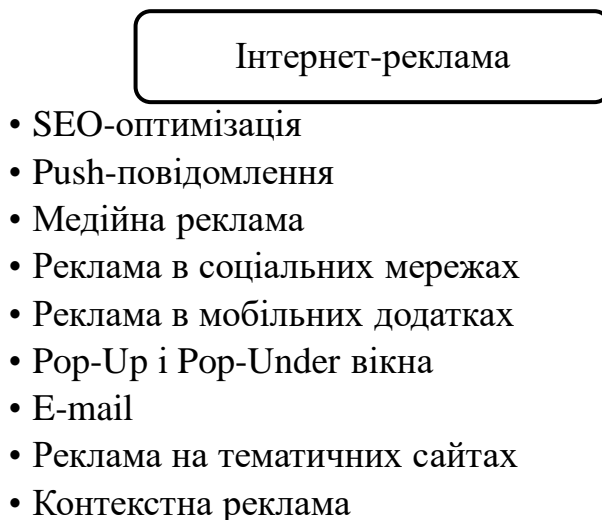 Інтернет-реклама
• SEO-оптимізація
• Push-повідомлення
• Медійна реклама
• Реклама в соціальних мережах
• Реклама в мобільних додатках
• Pop-Up і Pop-Under вікна
• E-mail
• Реклама на тематичних сайтах
• Контекстна реклама